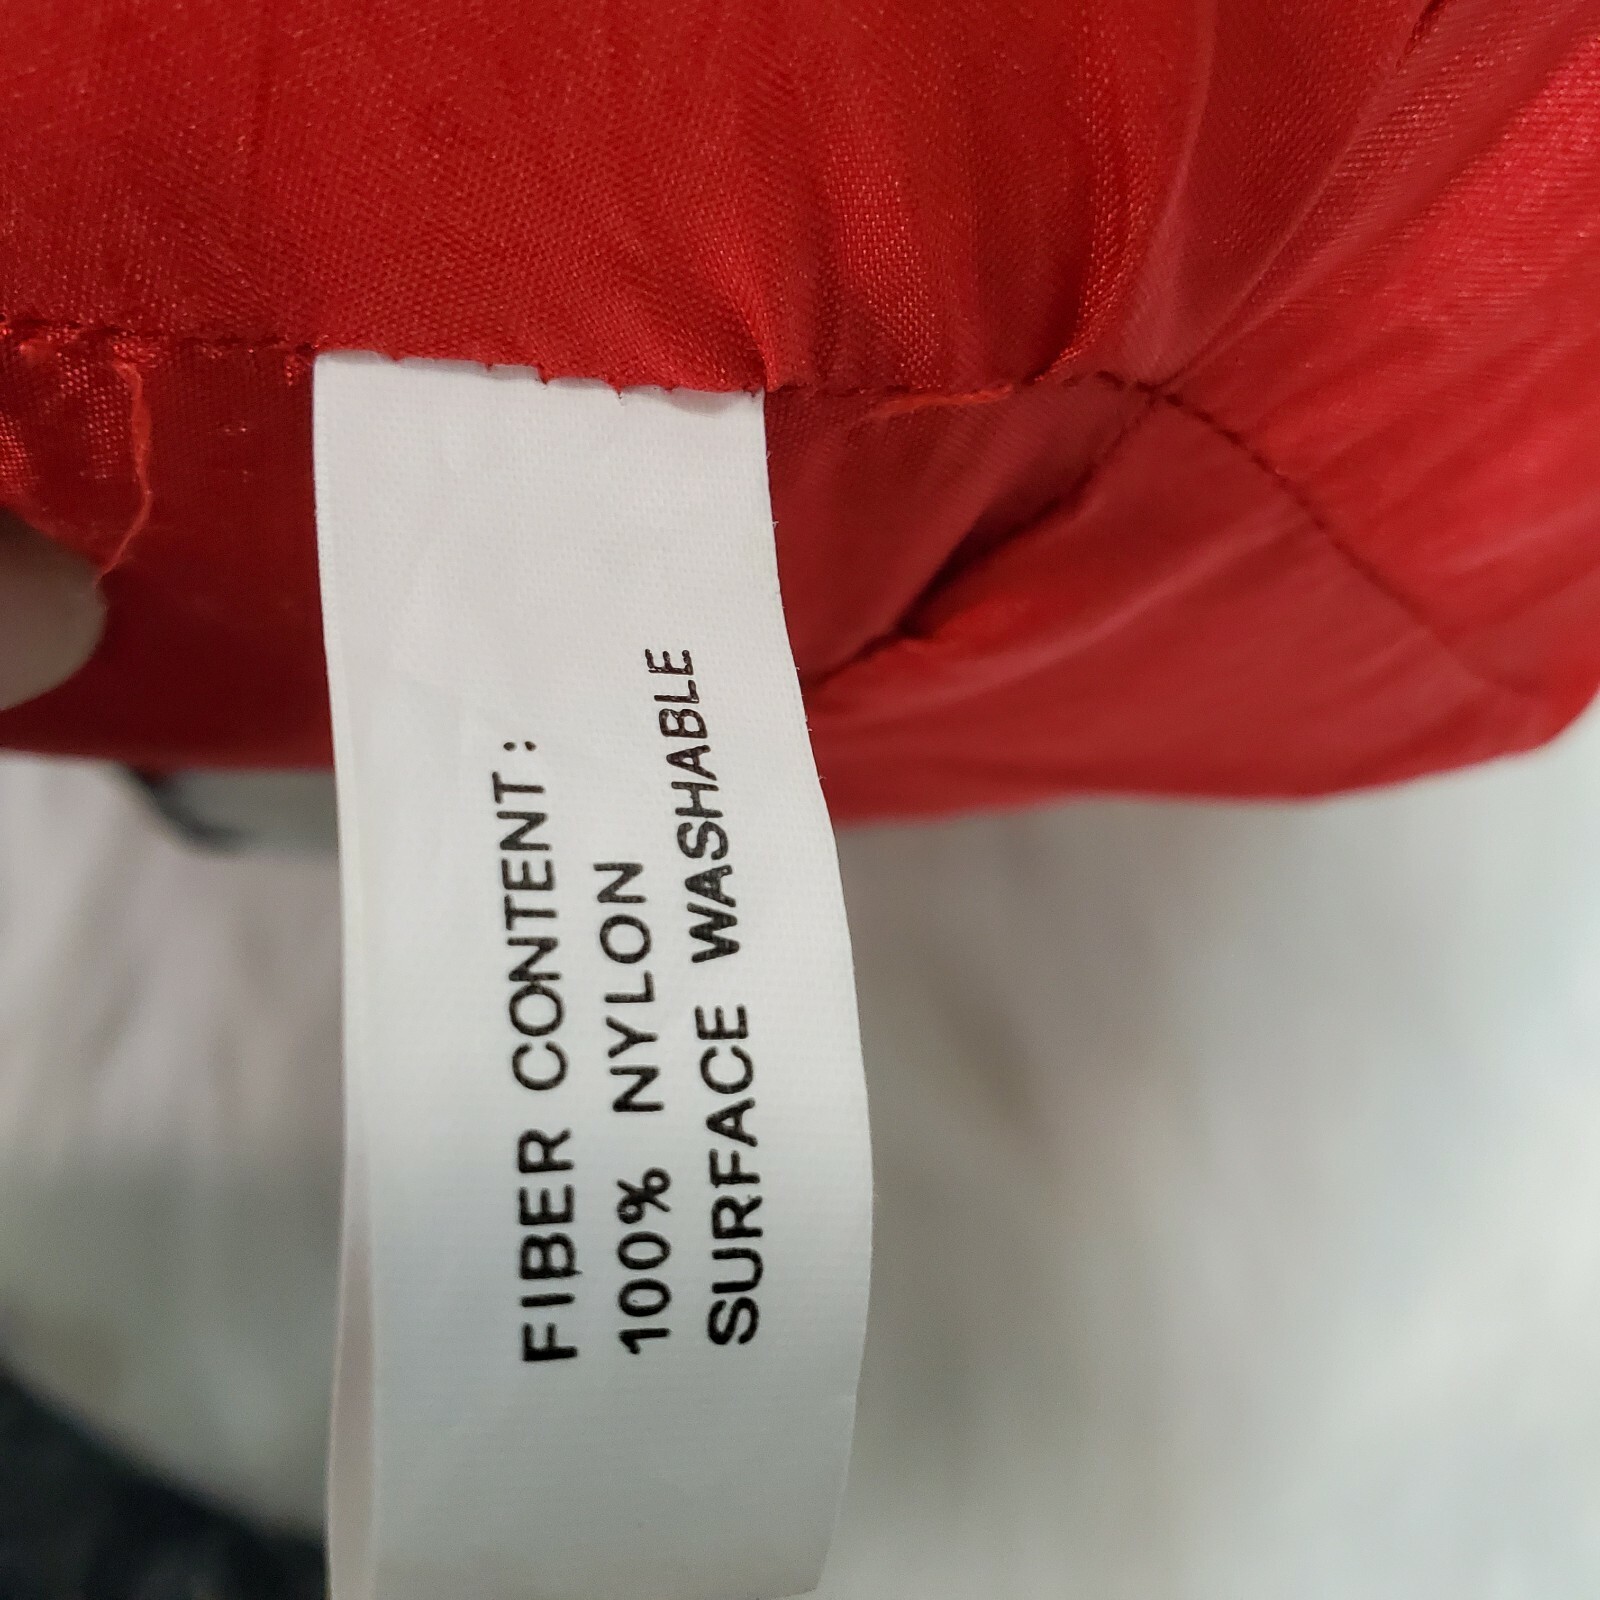 FIBER CONTENT:
100% NYLON
SURFACE WASHABLE